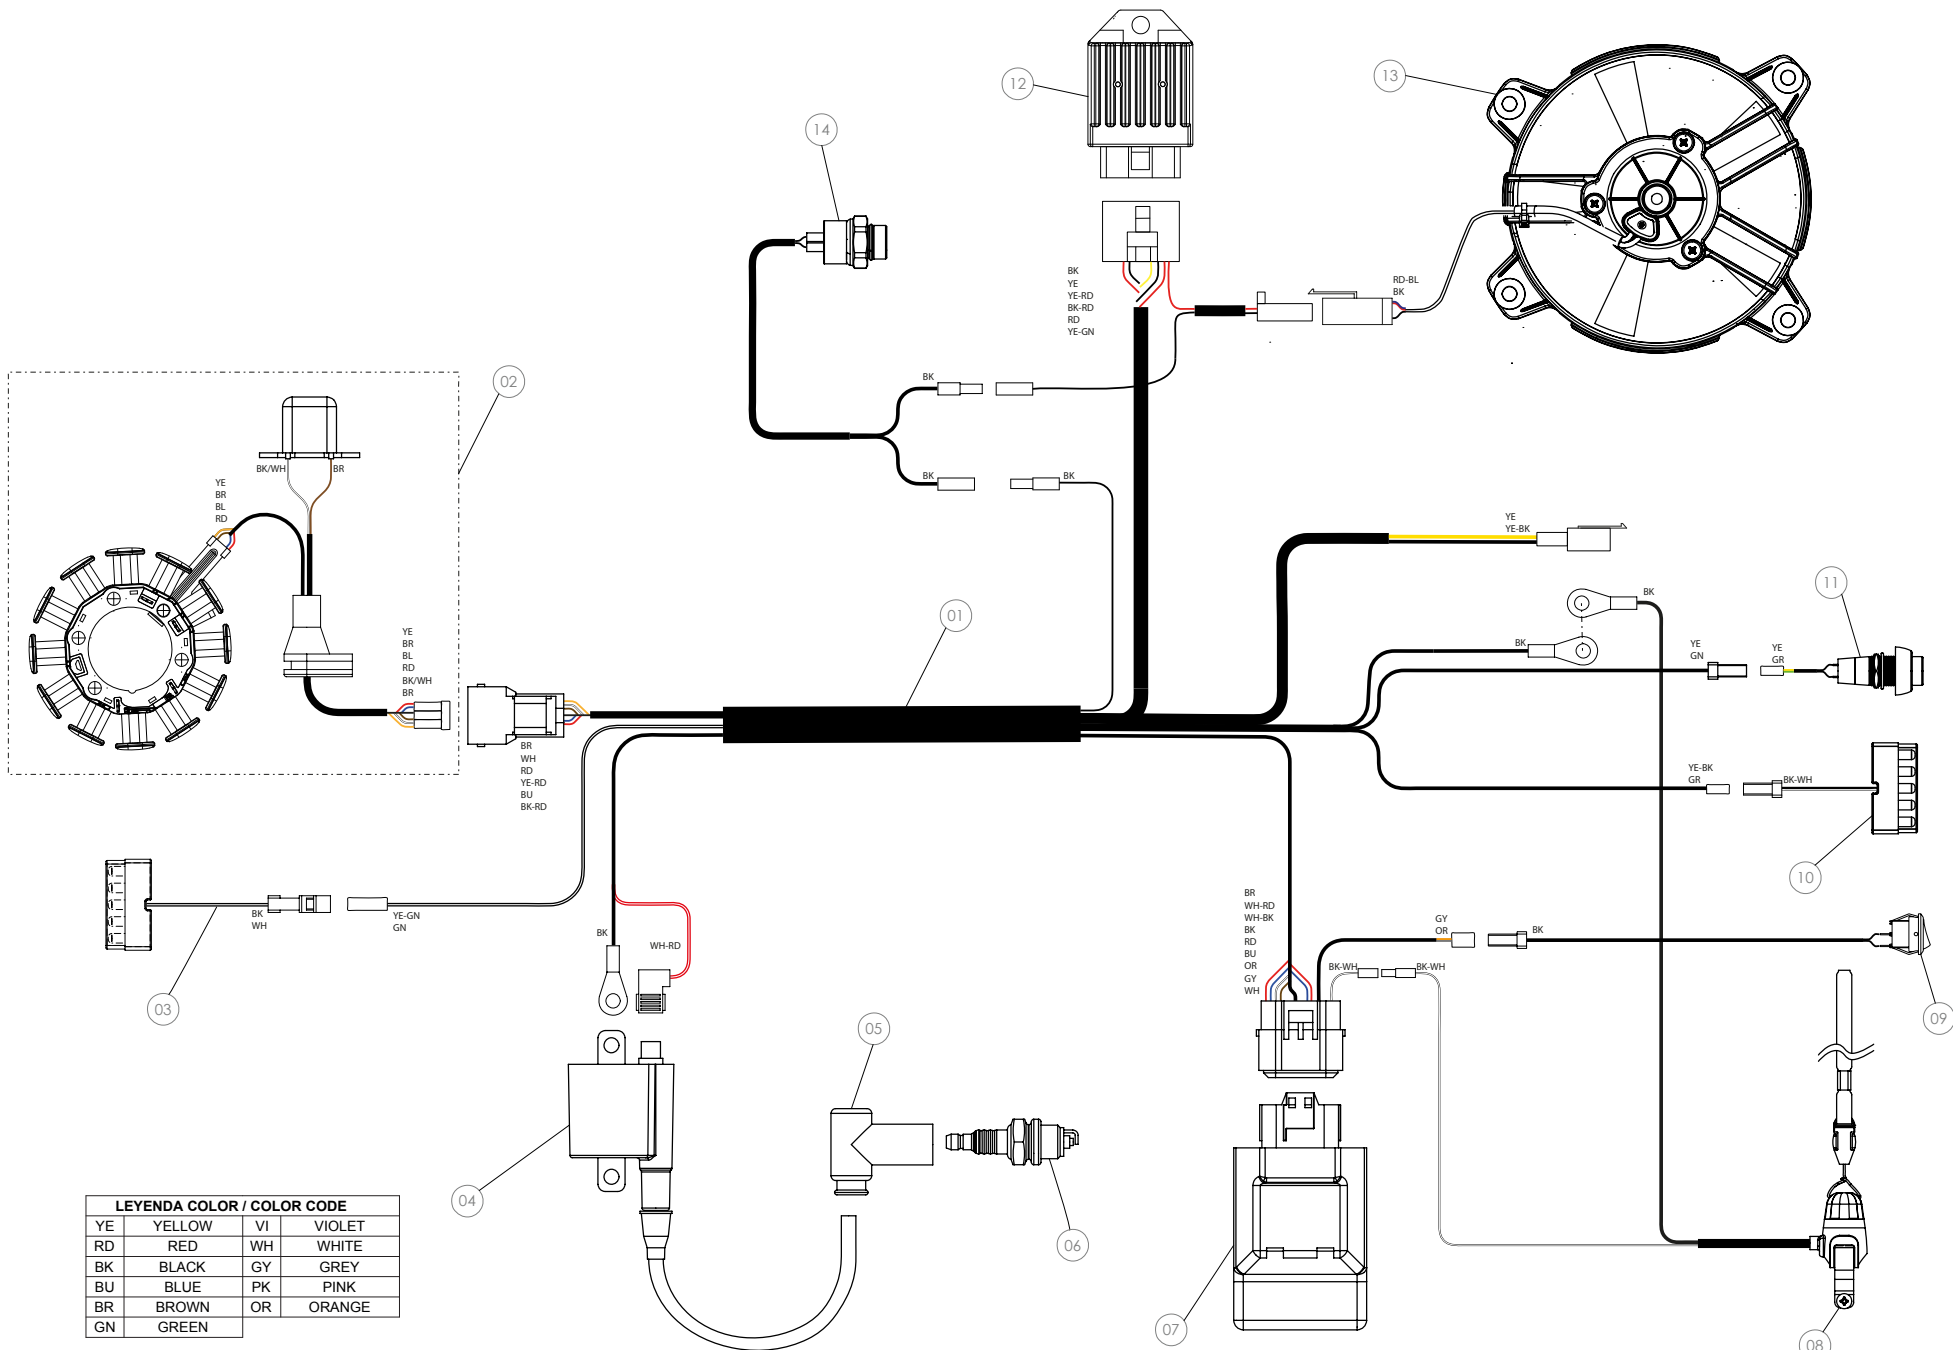 12
13
14
BK
YE
YE-RD
BK-RD
RD
YE-GN
RD-BL
BK
02
BK
BK/WH
BR
YE
BR
BL
RD
BK
BK
YE
YE-BK
01
11
BK
BK
YE
GN
YE
GR
YE
BR
BL
RD
BK/WH
BR
BR
WH
RD
YE-RD
BU
BK-RD
YE-BK
GR
BK-WH
10
BK
WH
YE-GN
GN
03
BK
WH-RD
BR
WH-RD
WH-BK
BK
RD
BU
OR
GY
WH
GY
OR
BK
BK-WH
BK-WH
09
05
04
06
07
08
LEYENDA COLOR / COLOR CODE
YE YELLOW VI VIOLET
RD RED WH WHITE
BK BLACK GY GREY
BU BLUE PK PINK
BR BROWN OR ORANGE
GN GREEN